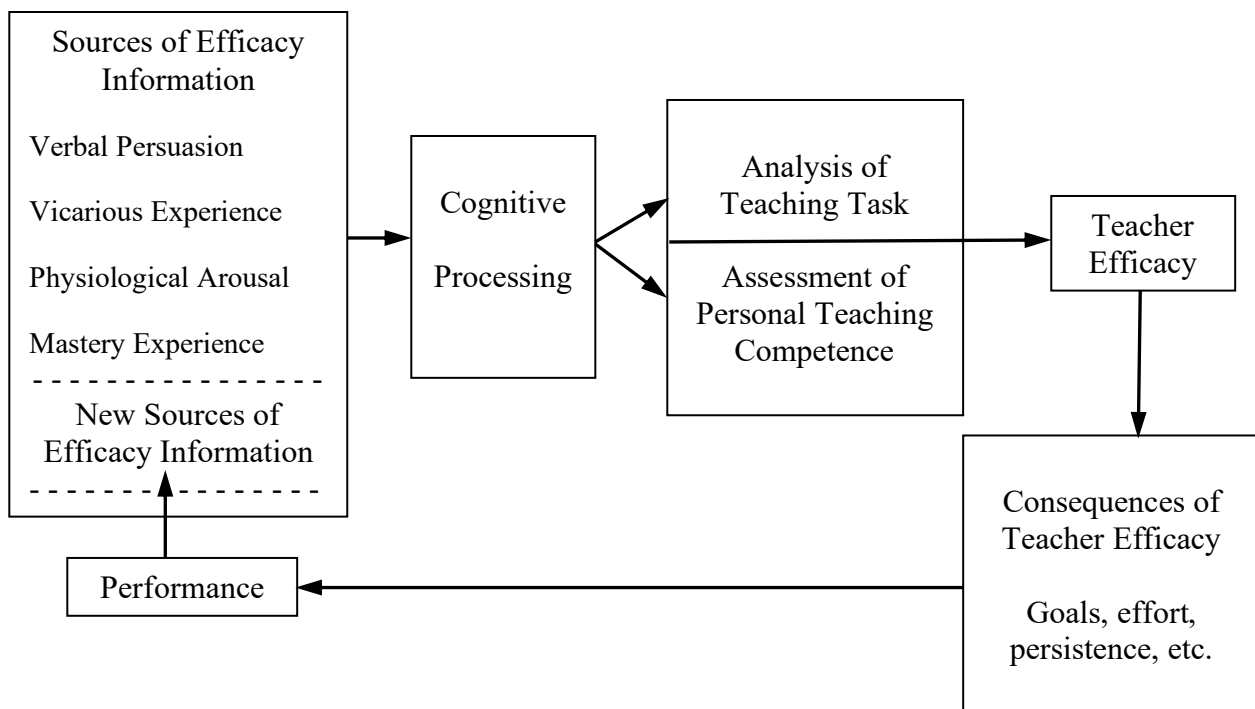 Sources of Efficacy
Information
Verbal Persuasion
Vicarious Experience
Physiological Arousal
Mastery Experience
New Sources of
Efficacy Information
Performance
Cognitive
Processing
Analysis of
Teaching Task
Assessment of
Personal Teaching
Competence
Teacher
Efficacy
Consequences of
Teacher Efficacy
Goals, effort,
persistence, etc.